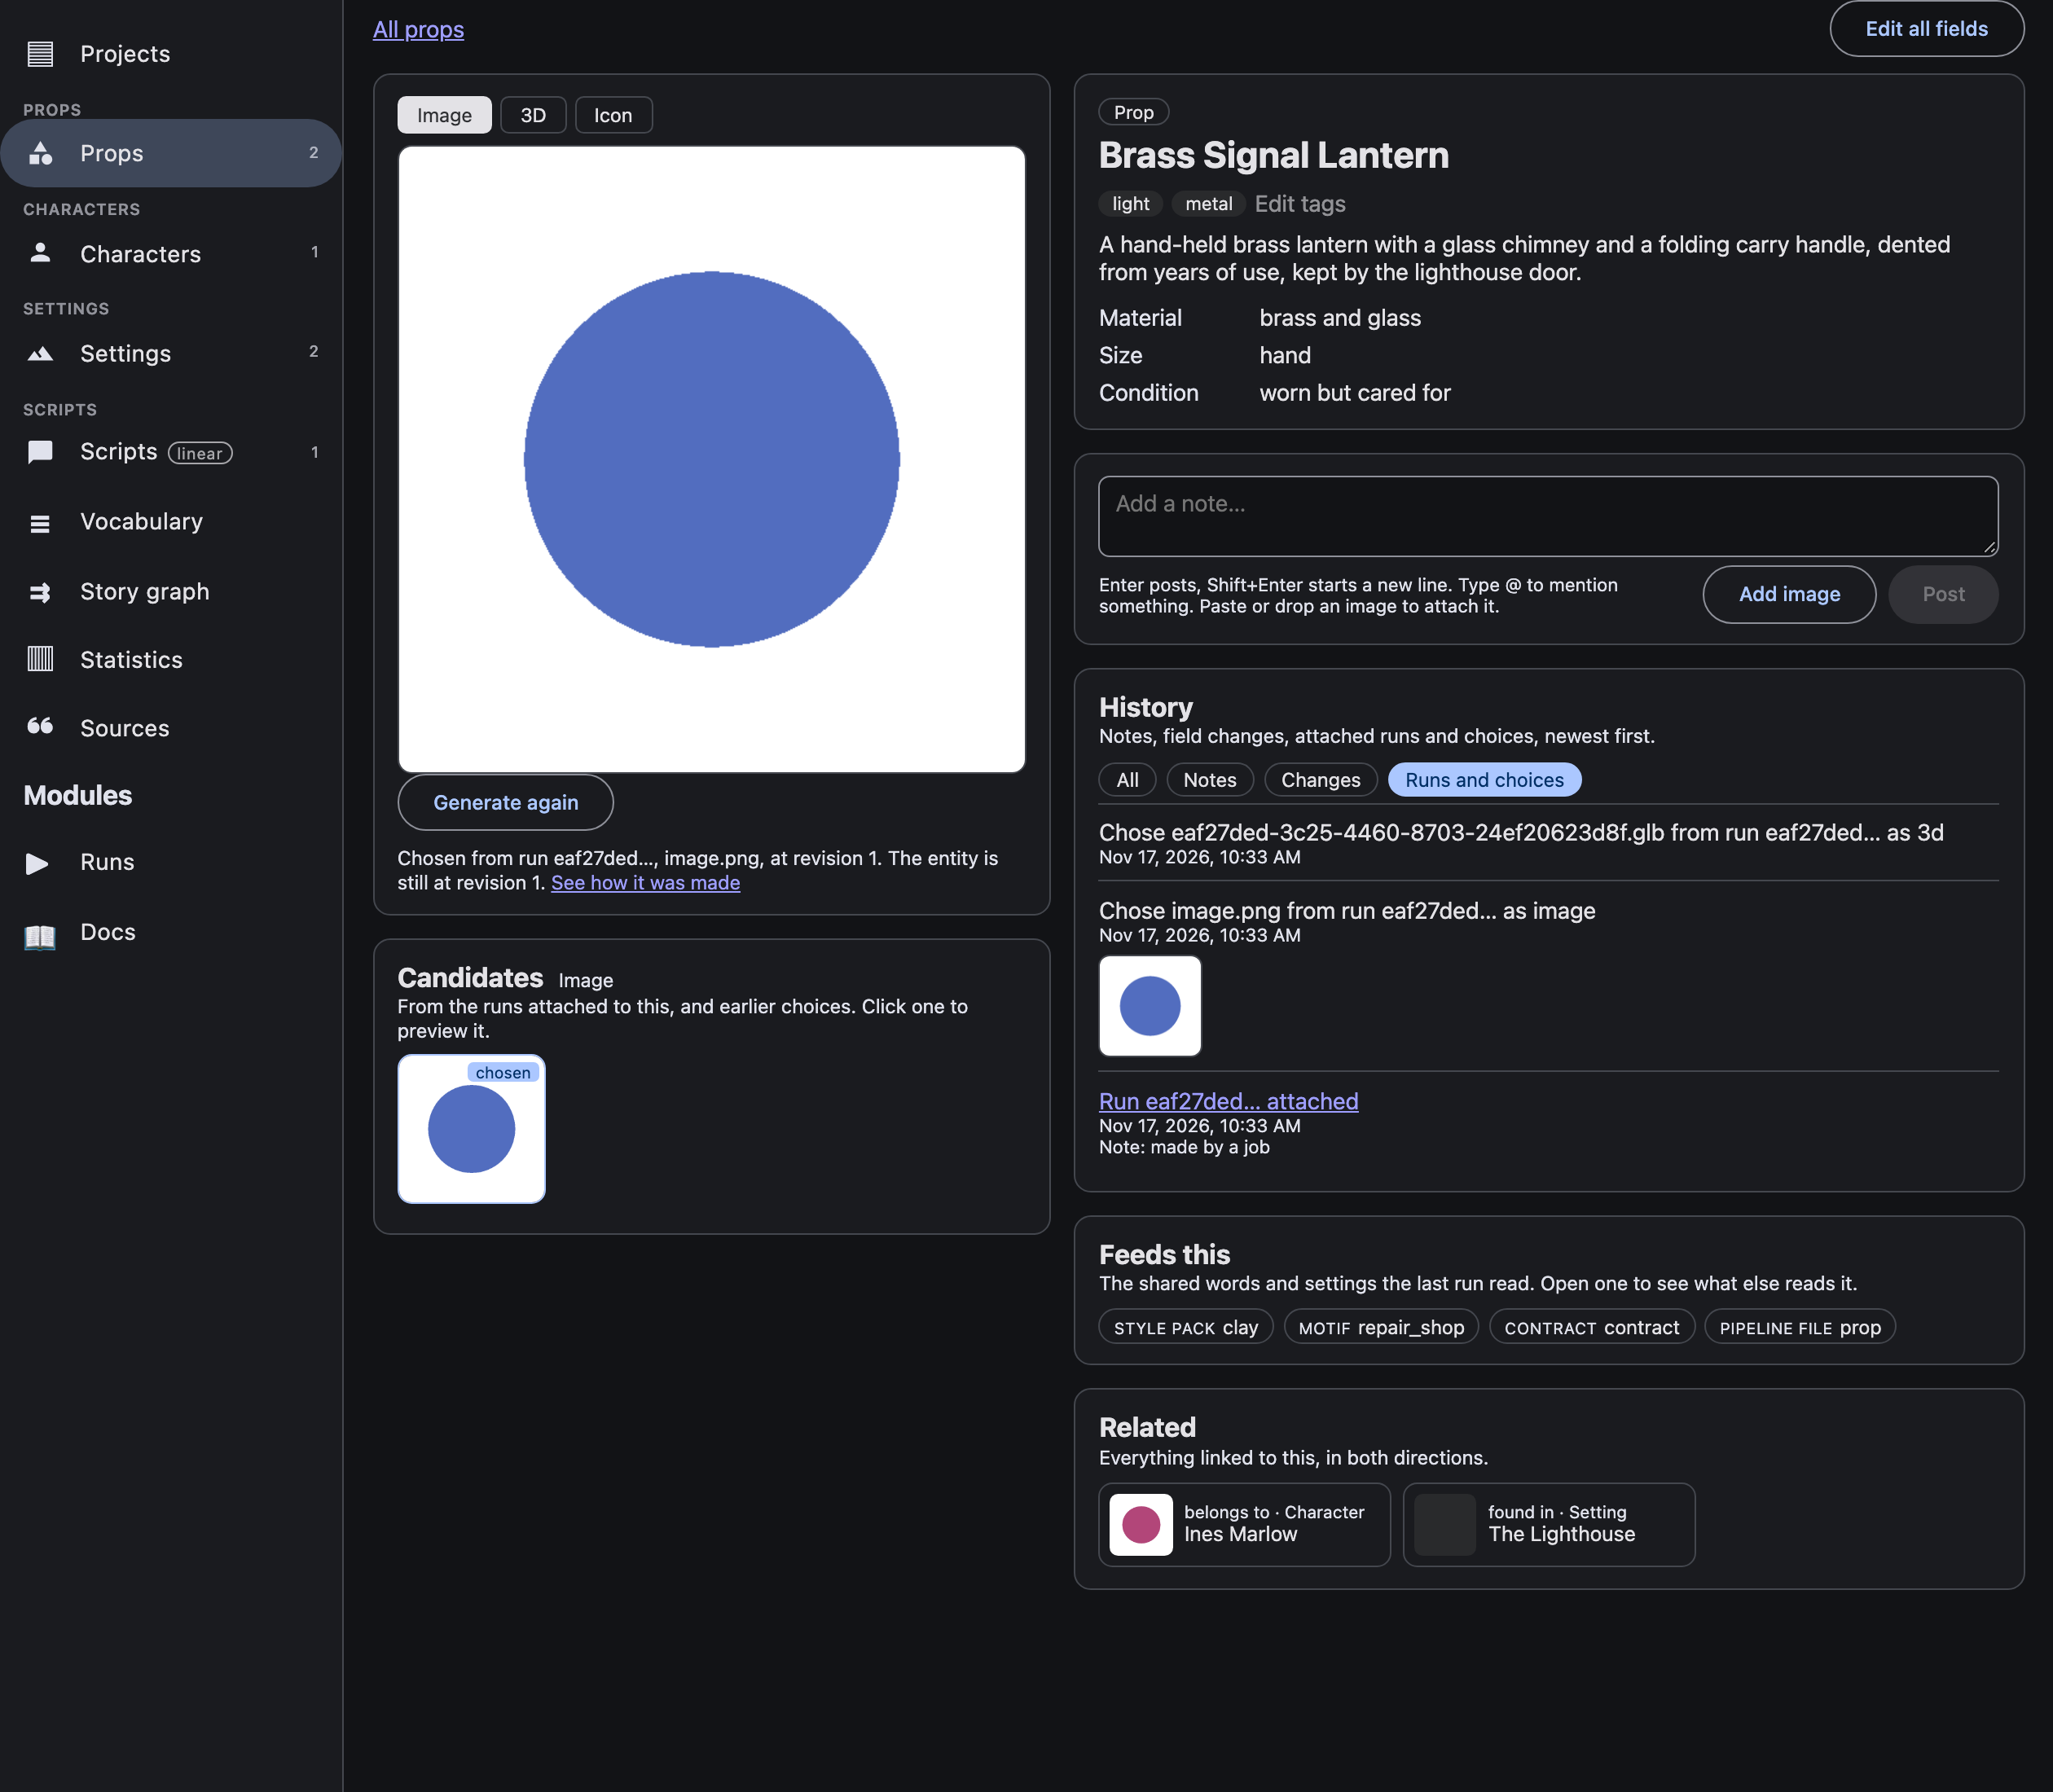 Projects
PROPS
Props 2
CHARACTERS
Characters 1
SETTINGS
Settings 2
SCRIPTS
Scripts linear 1
Vocabulary
Story graph
Statistics
Sources
Modules
Runs
Docs
All props
Edit all fields
Image 3D Icon
Generate again
Chosen from run eaf27ded..., image.png, at revision 1. The entity is
still at revision 1. See how it was made
Candidates Image
From the runs attached to this, and earlier choices. Click one to
preview it.
chosen
Prop
Brass Signal Lantern
light metal Edit tags
A hand-held brass lantern with a glass chimney and a folding carry handle, dented
from years of use, kept by the lighthouse door.
Material brass and glass
Size hand
Condition worn but cared for
Add a note...
Enter posts, Shift+Enter starts a new line. Type @ to mention
something. Paste or drop an image to attach it.
Add image Post
History
Notes, field changes, attached runs and choices, newest first.
All Notes Changes Runs and choices
Chose eaf27ded-3c25-4460-8703-24ef20623d8f.glb from run eaf27ded... as 3d
Nov 17, 2026, 10:33 AM
Chose image.png from run eaf27ded... as image
Nov 17, 2026, 10:33 AM
Run eaf27ded... attached
Nov 17, 2026, 10:33 AM
Note: made by a job
Feeds this
The shared words and settings the last run read. Open one to see what else reads it.
STYLE PACK clay MOTIF repair_shop CONTRACT contract PIPELINE FILE prop
Related
Everything linked to this, in both directions.
belongs to · Character
Ines Marlow
found in · Setting
The Lighthouse